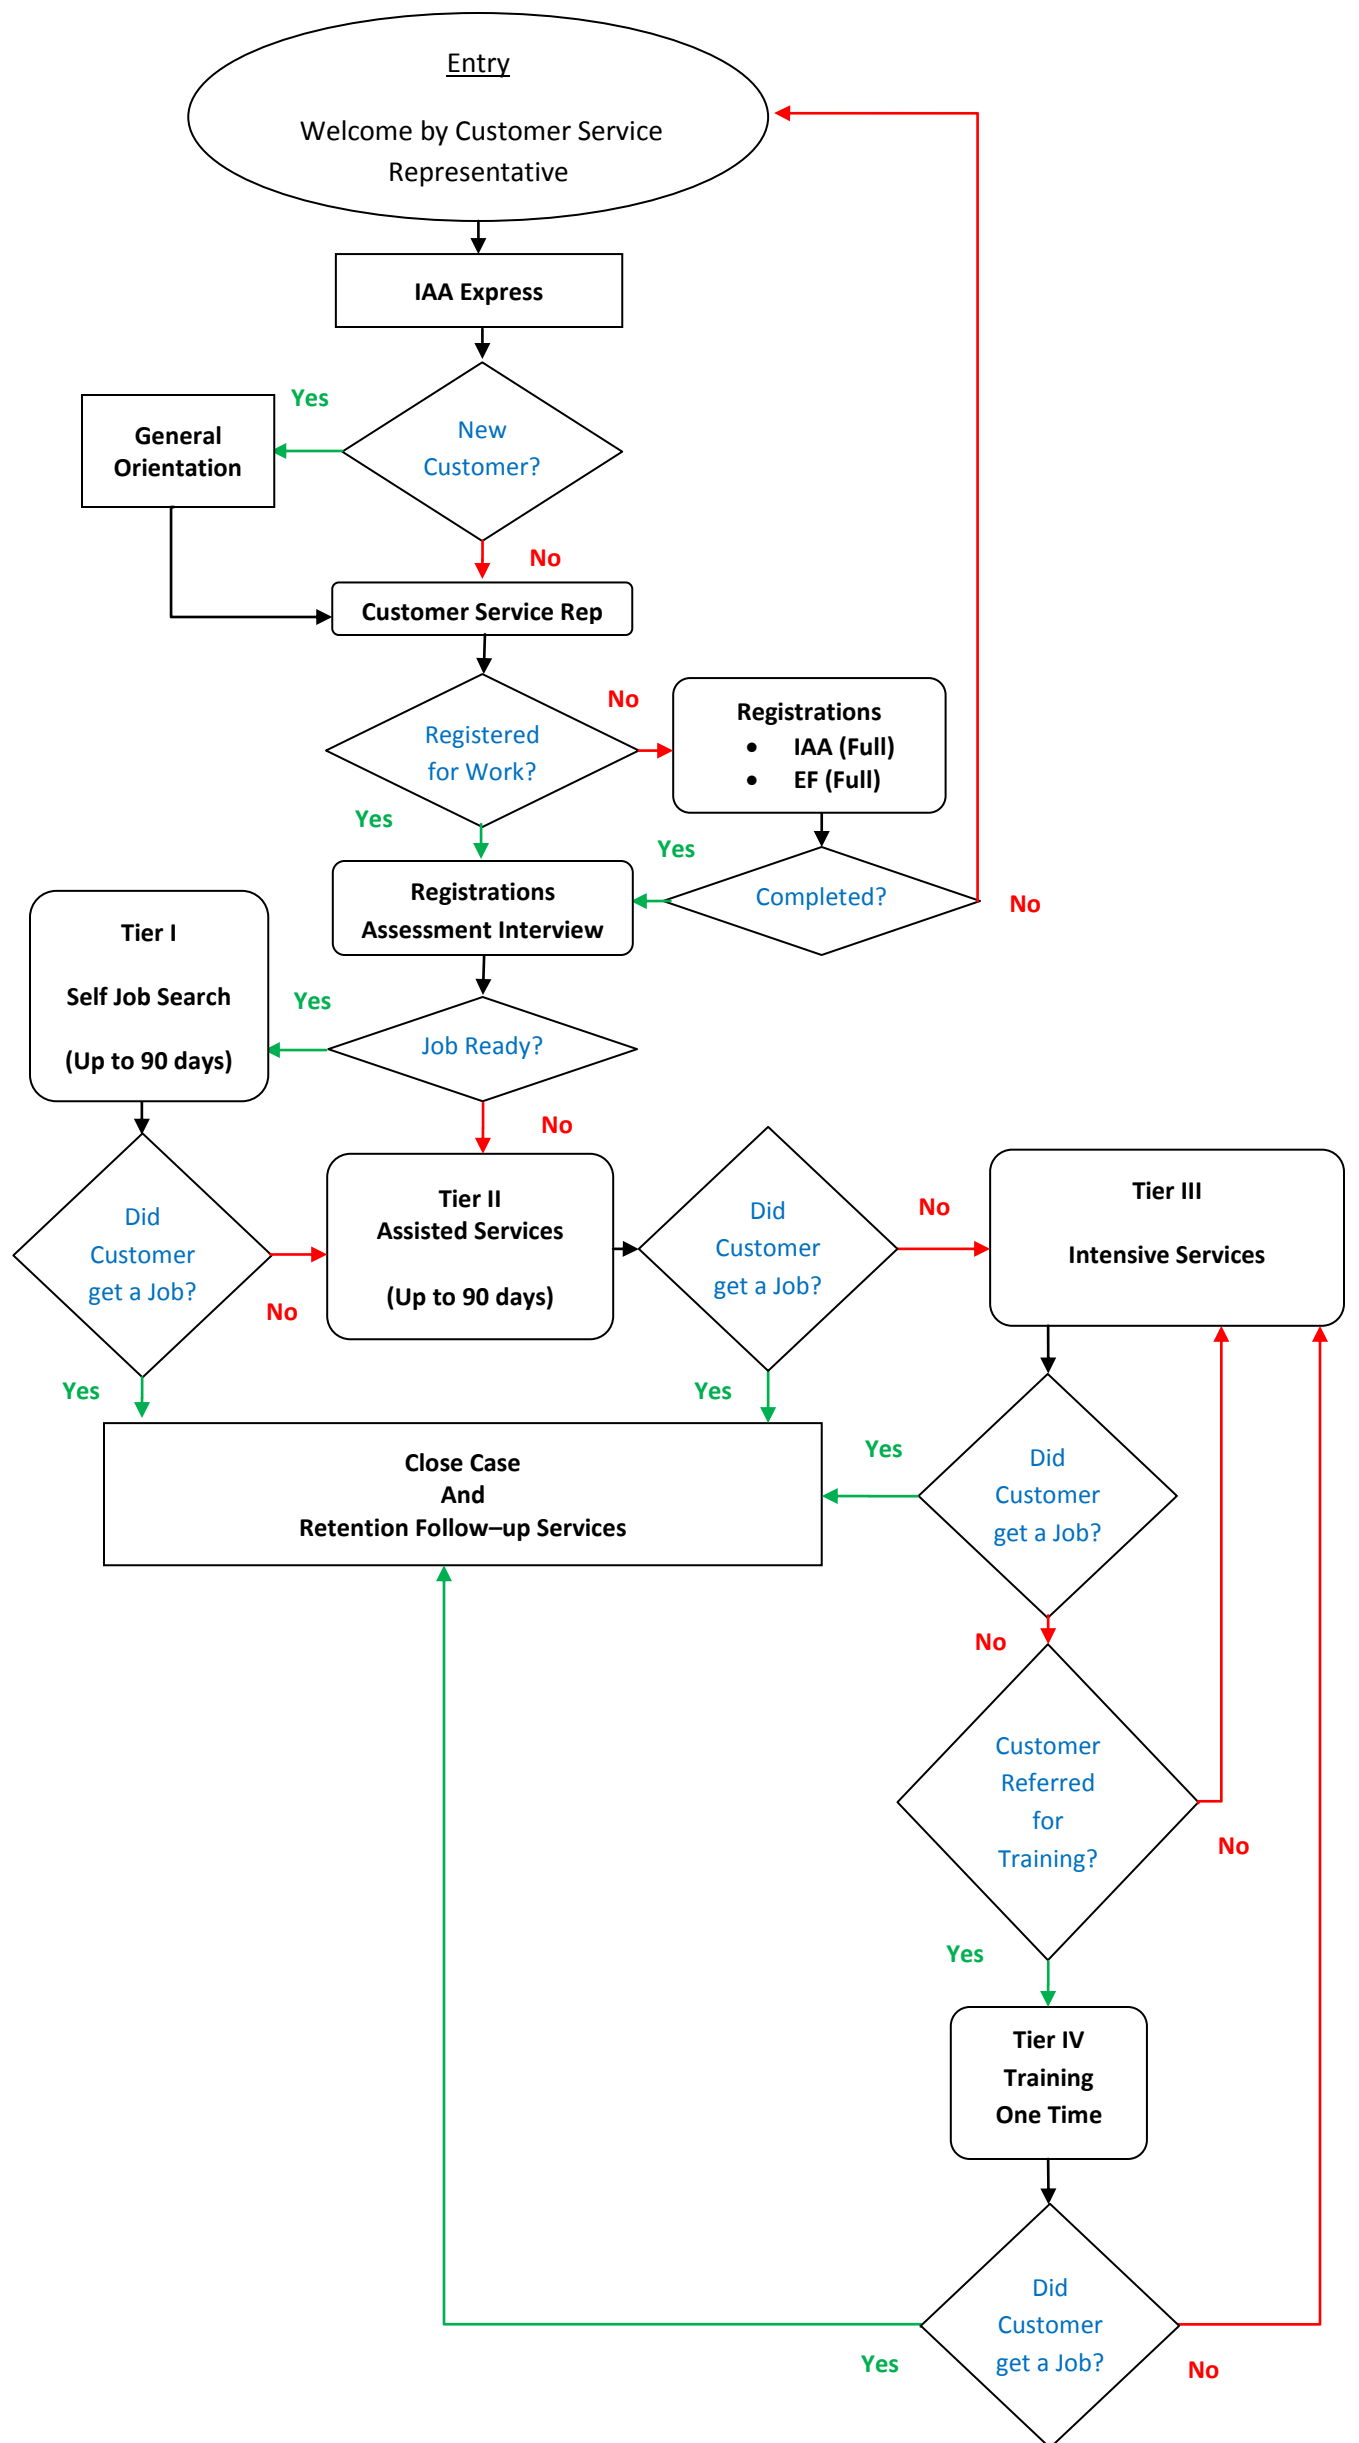 Entry
Welcome by Customer Service
Representative
IAA Express
Yes
New
Customer?
General
Orientation
No
Customer Service Rep
No
Registered
for Work?
Registrations
• IAA (Full)
• EF (Full)
Yes
Yes
Completed?
No
Registrations
Assessment Interview
Tier I
Self Job Search
(Up to 90 days)
Yes
Job Ready?
No
Did
Customer
get a Job?
No
Tier II
Assisted Services
(Up to 90 days)
Did
Customer
get a Job?
No
Tier III
Intensive Services
Yes
Yes
Close Case
And
Retention Follow–up Services
Yes
Did
Customer
get a Job?
No
Customer
Referred
for
Training?
No
Yes
Tier IV
Training
One Time
Did
Customer
get a Job?
Yes
No